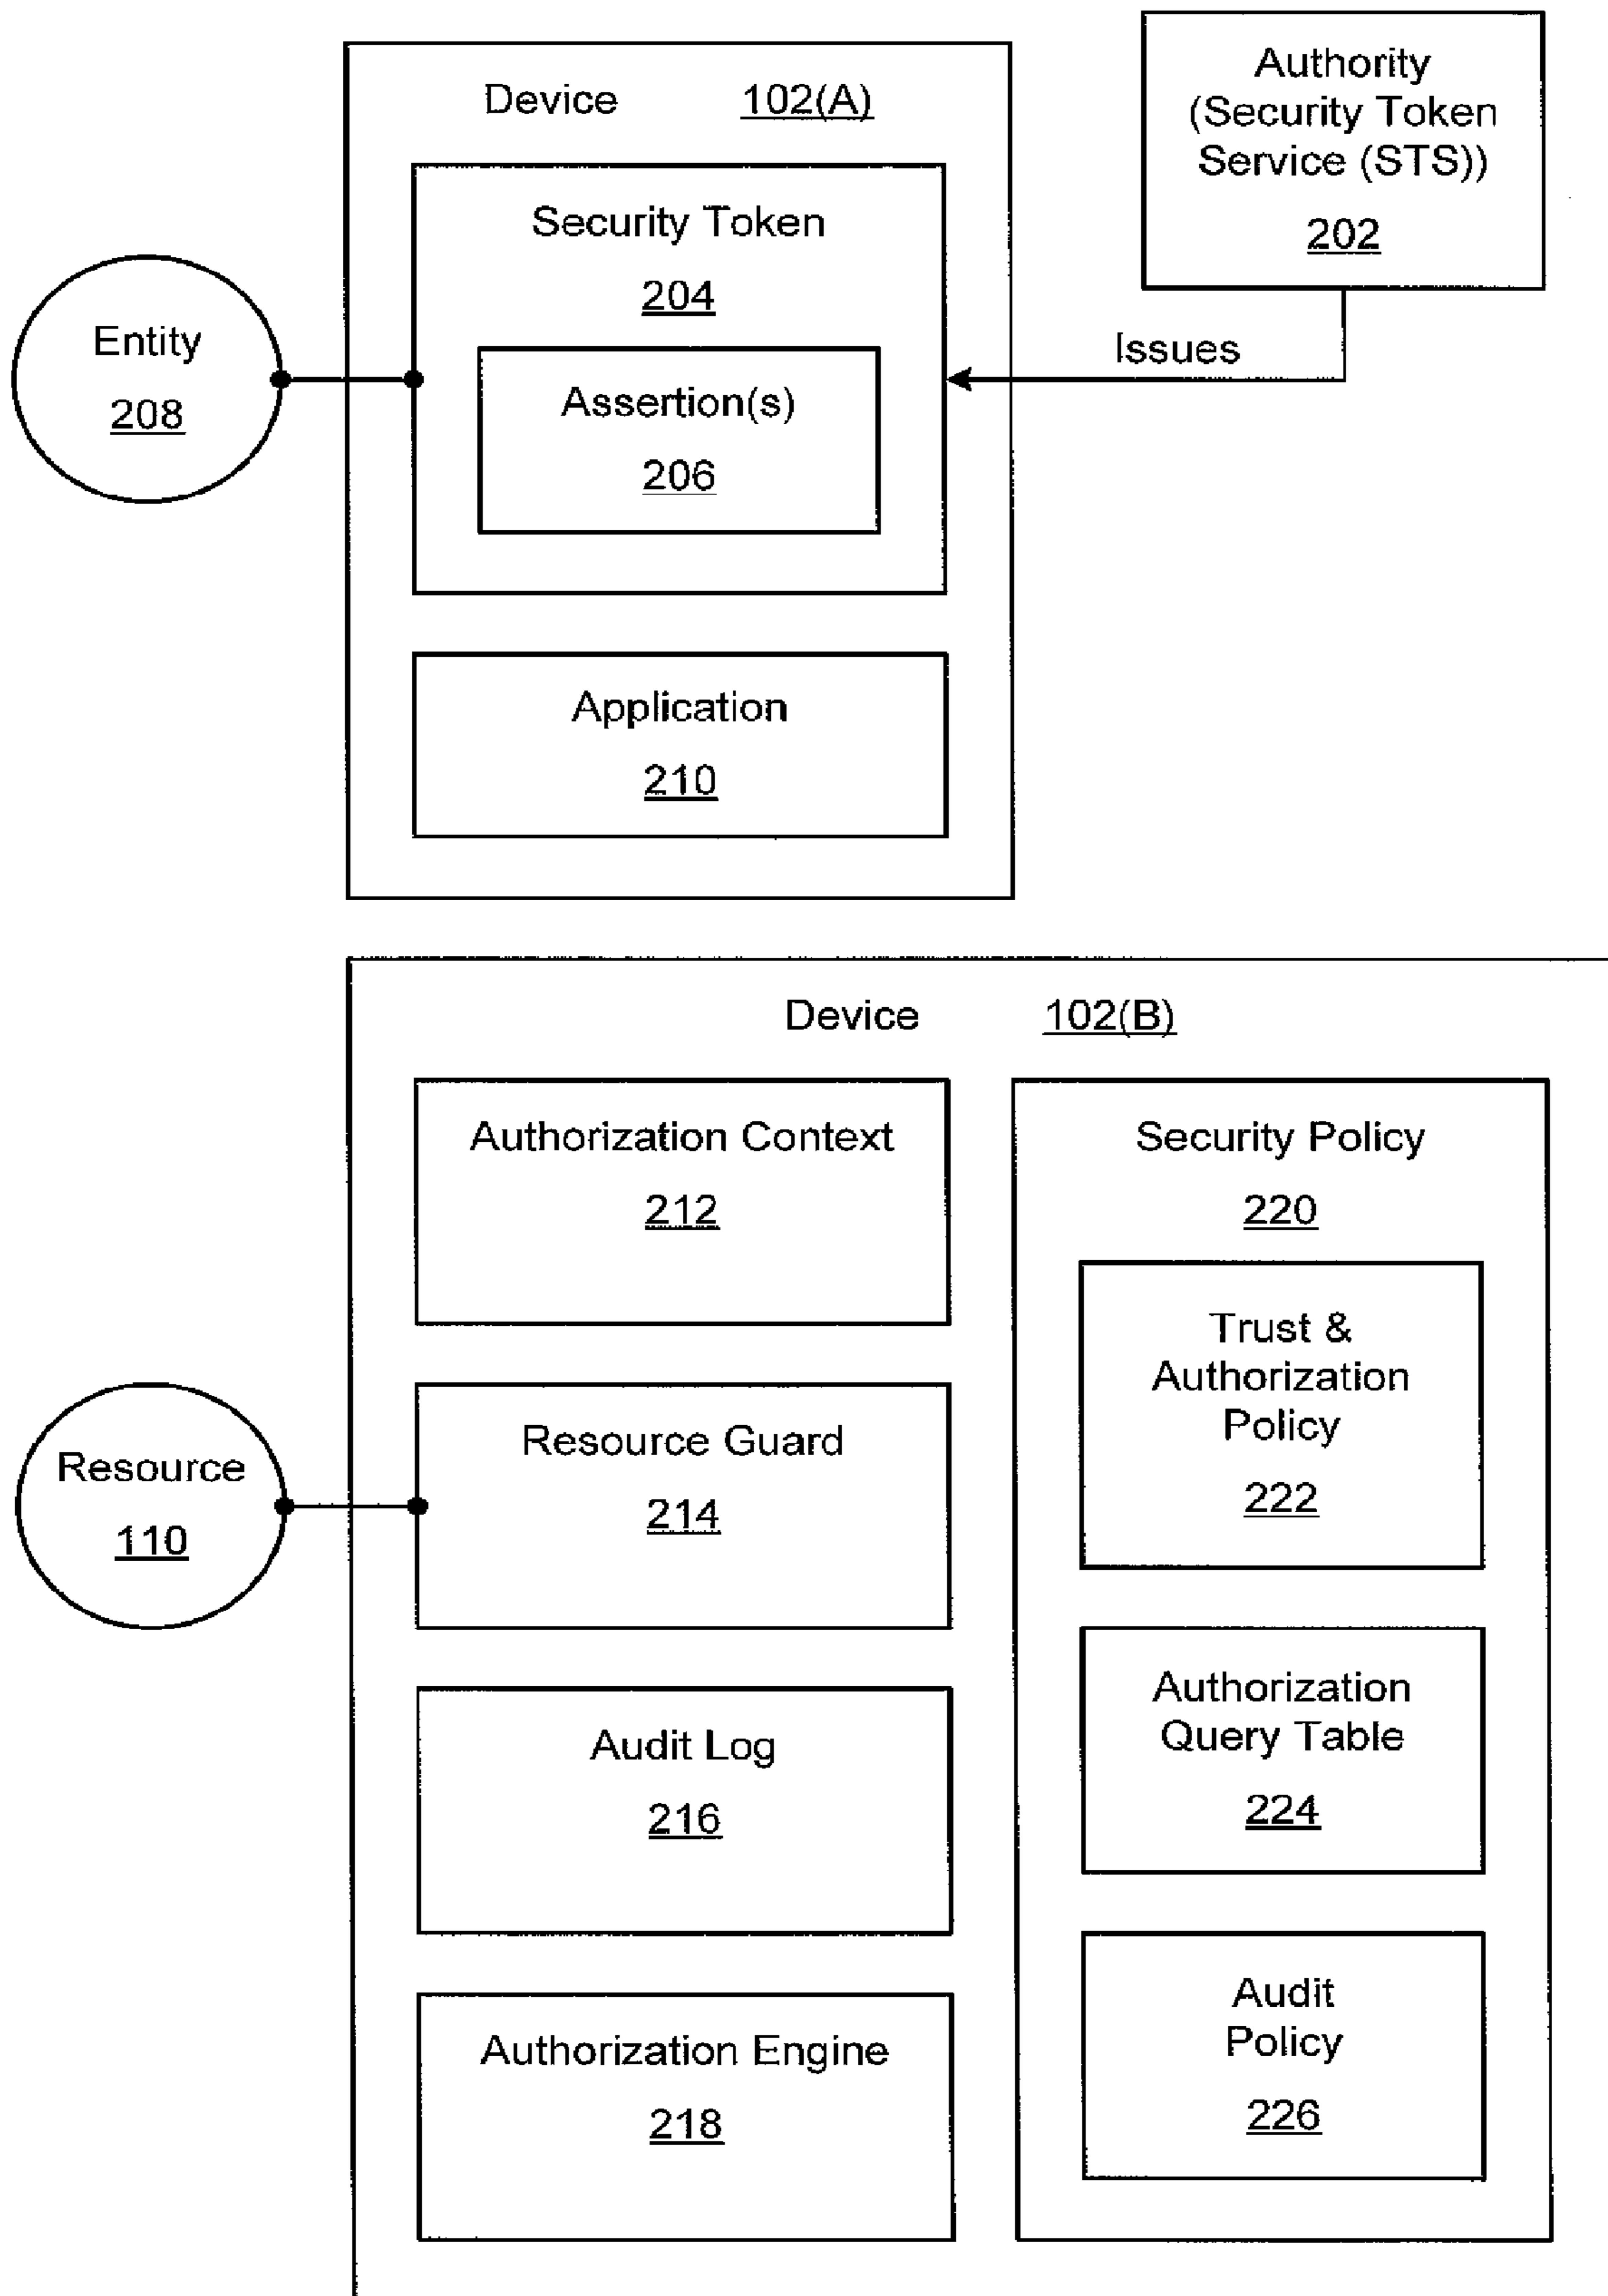 Authority
(Security Token
Service (STS))
202
Device 102(A)
Security Token
204
Issues
Entity
208
Assertion(s)
206
Application
210
Device 102(B)
Authorization Context
212
Security Policy
220
Trust &
Authorization
Policy
222
Resource Guard
214
Resource
110
Audit Log
216
Authorization
Query Table
224
Authorization Engine
218
Audit
Policy
226